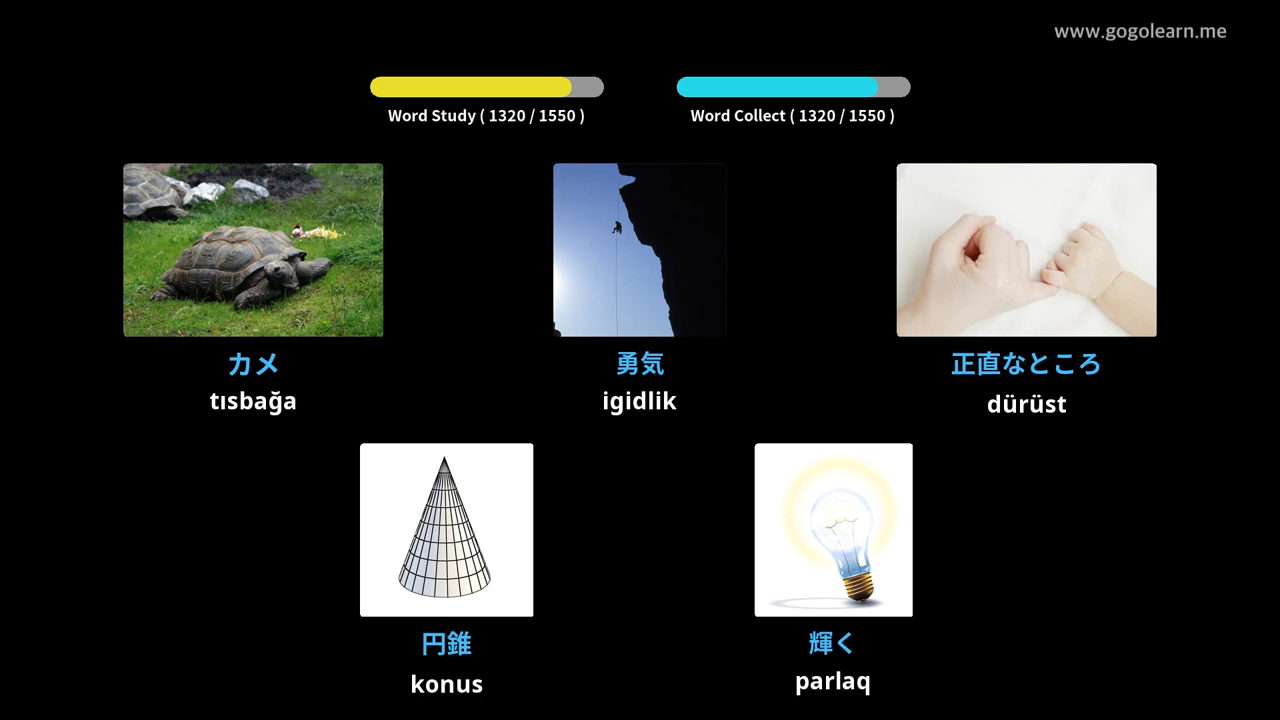 www.gogolearn.me
Word Study ( 1320 / 1550 )
Word Collect ( 1320 / 1550 )
カメ
tısbağa
勇気
igidlik
正直なところ
dürüst
円錐
konus
輝く
parlaq